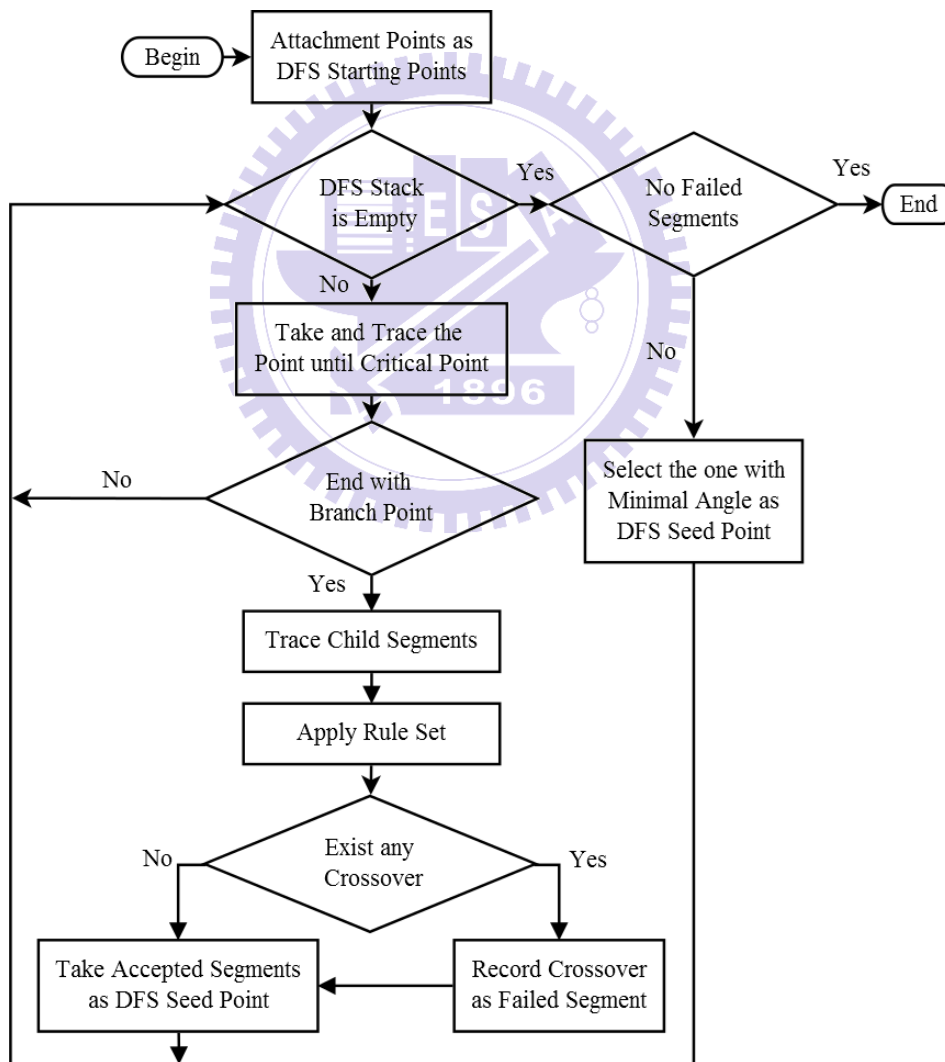 Begin
Attachment Points as
DFS Starting Points
DFS Stack
is Empty
Yes
No Failed
Segments
Yes
End
E S A
No
Take and Trace the
Point until Critical Point
1896
No
End with
Branch Point
No
Select the one with
Minimal Angle as
DFS Seed Point
Yes
Trace Child Segments
Apply Rule Set
Exist any
Crossover
No
Yes
Take Accepted Segments
as DFS Seed Point
Record Crossover
as Failed Segment